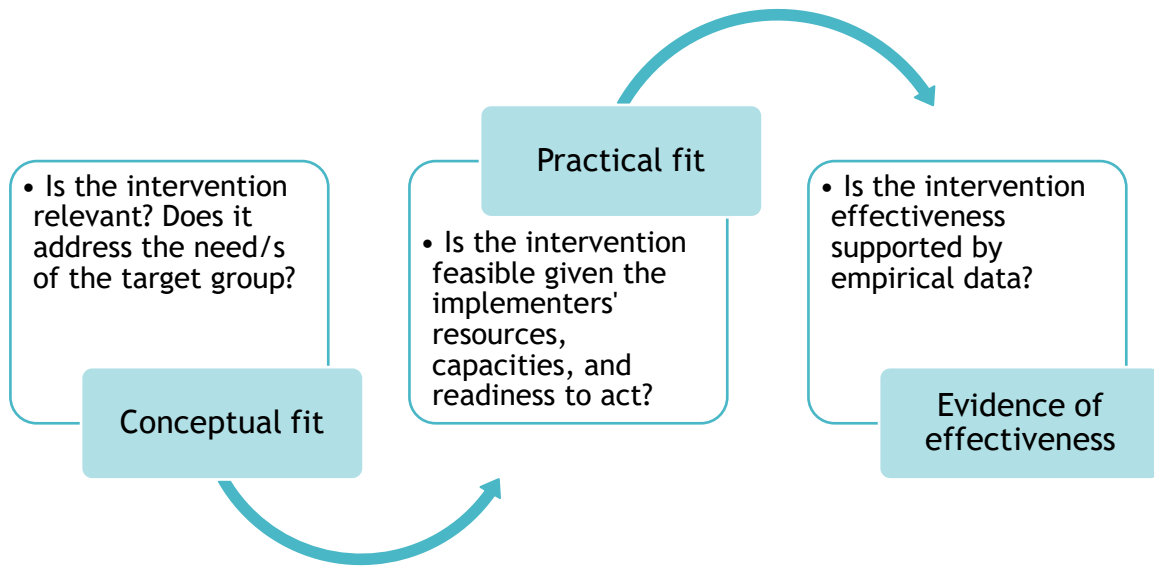 • Is the intervention
relevant? Does it
address the need/s
of the target group?
Conceptual fit
Practical fit
• Is the intervention
feasible given the
implementers'
resources,
capacities, and
readiness to act?
• Is the intervention
effectiveness
supported by
empirical data?
Evidence of
effectiveness